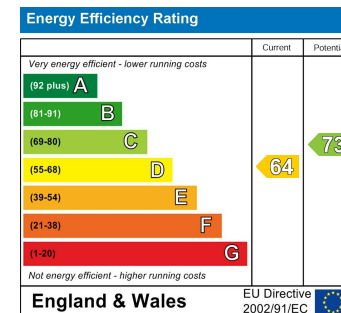 Energy Efficiency Rating
Current Potenti
Very energy efficient - lower running costs
(92 plus) A
(81-91) B
(69-80) C
73
(55-68) D
64
(39-54) E
(21-38) F
(1-20) G
Not energy efficient - higher running costs
England & Wales
EU Directive
2002/91/EC